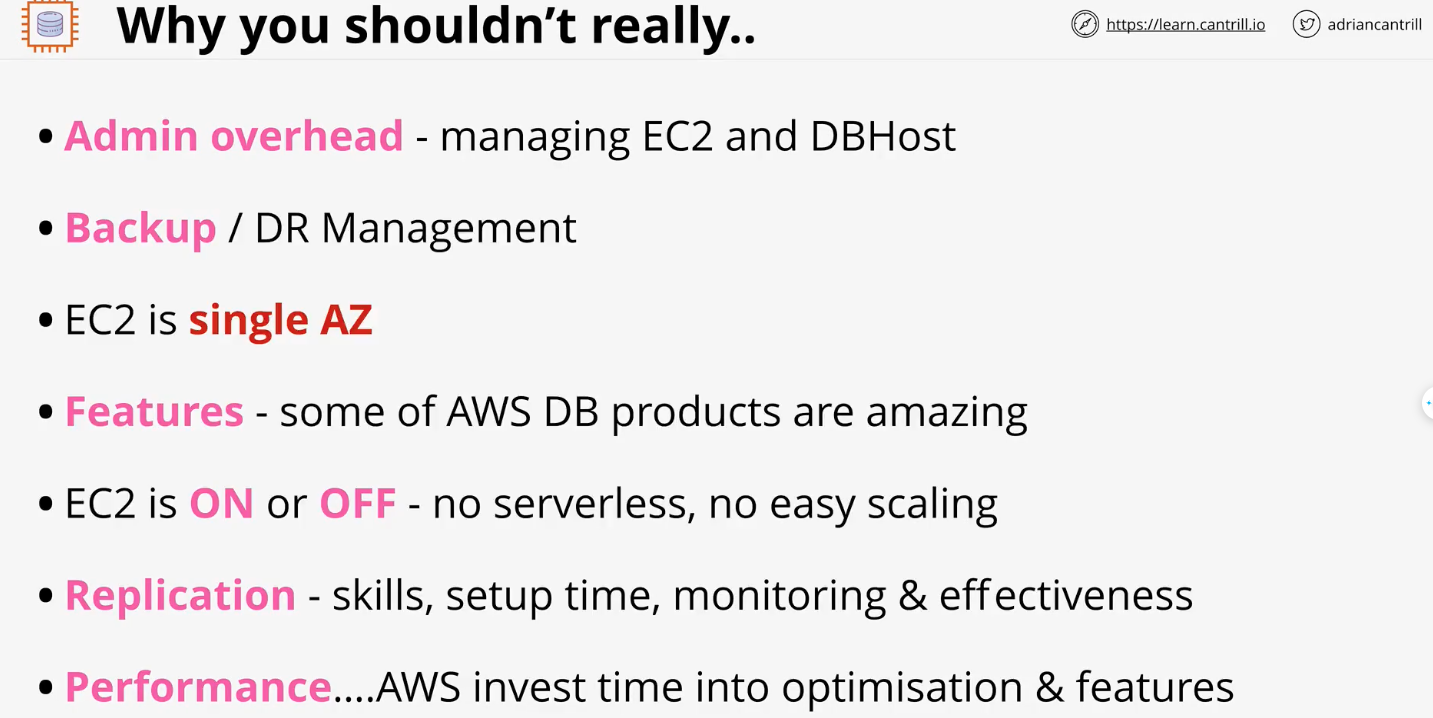 Why you shouldn't really..
https://learn.cantrill.io
adriancantrill
• Admin overhead - managing EC2 and DBHost
• Backup / DR Management
• EC2 is single AZ
• Features - some of AWS DB products are amazing
• EC2 is ON or OFF - no serverless, no easy scaling
• Replication - skills, setup time, monitoring & effectiveness
• Performance....AWS invest time into optimisation & features